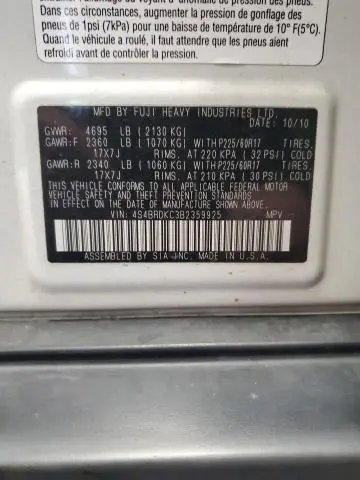 Dans ces circonstances, augmenter la pression de gonflage
des pneus de 1psi (7kPa) pour une baisse de température de 10° F(5°C).
Quand le véhicule a roulé, il faut attendre que les pneus aient
refroidi avant de contrôler la pression.
MFD BY FUJI HEAVY INDUSTRIES LTD.
DATE: 10/10
GVWR: 4695 LB ( 2130 KG)
GAWR:F 2360 LB ( 1070 KG) WITH P225/60R17 TIRES.
17X7J RIMS. AT 220 KPA ( 32 PSI) COLD
GAWR:R 2340 LB ( 1060 KG) WITH P225/60R17 TIRES.
17X7J RIMS. AT 210 KPA ( 30 PSI) COLD
THIS VEHICLE CONFORMS TO ALL APPLICABLE
FEDERAL MOTOR VEHICLE SAFETY AND THEFT
PREVENTION STANDARDS IN EFFECT ON THE
DATE OF MANUFACTURE SHOWN ABOVE.
VIN: 4S4BRDKC3B2359925 MPV
ASSEMBLED BY SIA INC. IN U.S.A.